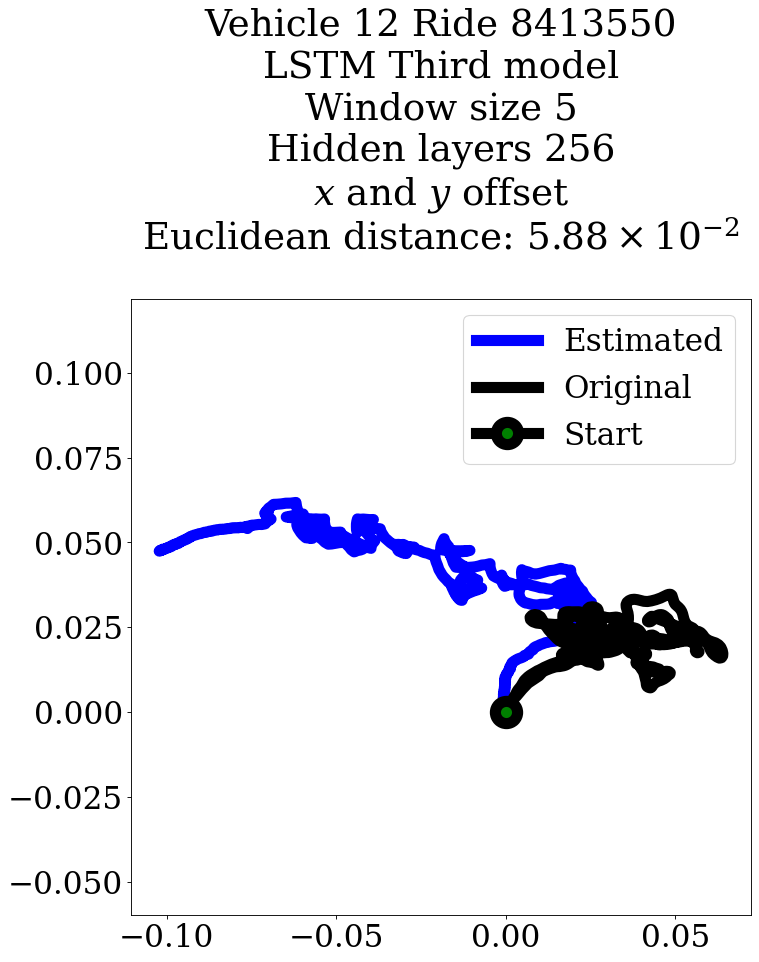 Vehicle 12 Ride 8413550
LSTM Third model
Window size 5
Hidden layers 256
x and y offset
Euclidean distance: 5.88 × 10⁻²
Estimated
Original
Start
0.100
0.075
0.050
0.025
0.000
−0.025
−0.050
−0.10 −0.05 0.00 0.05